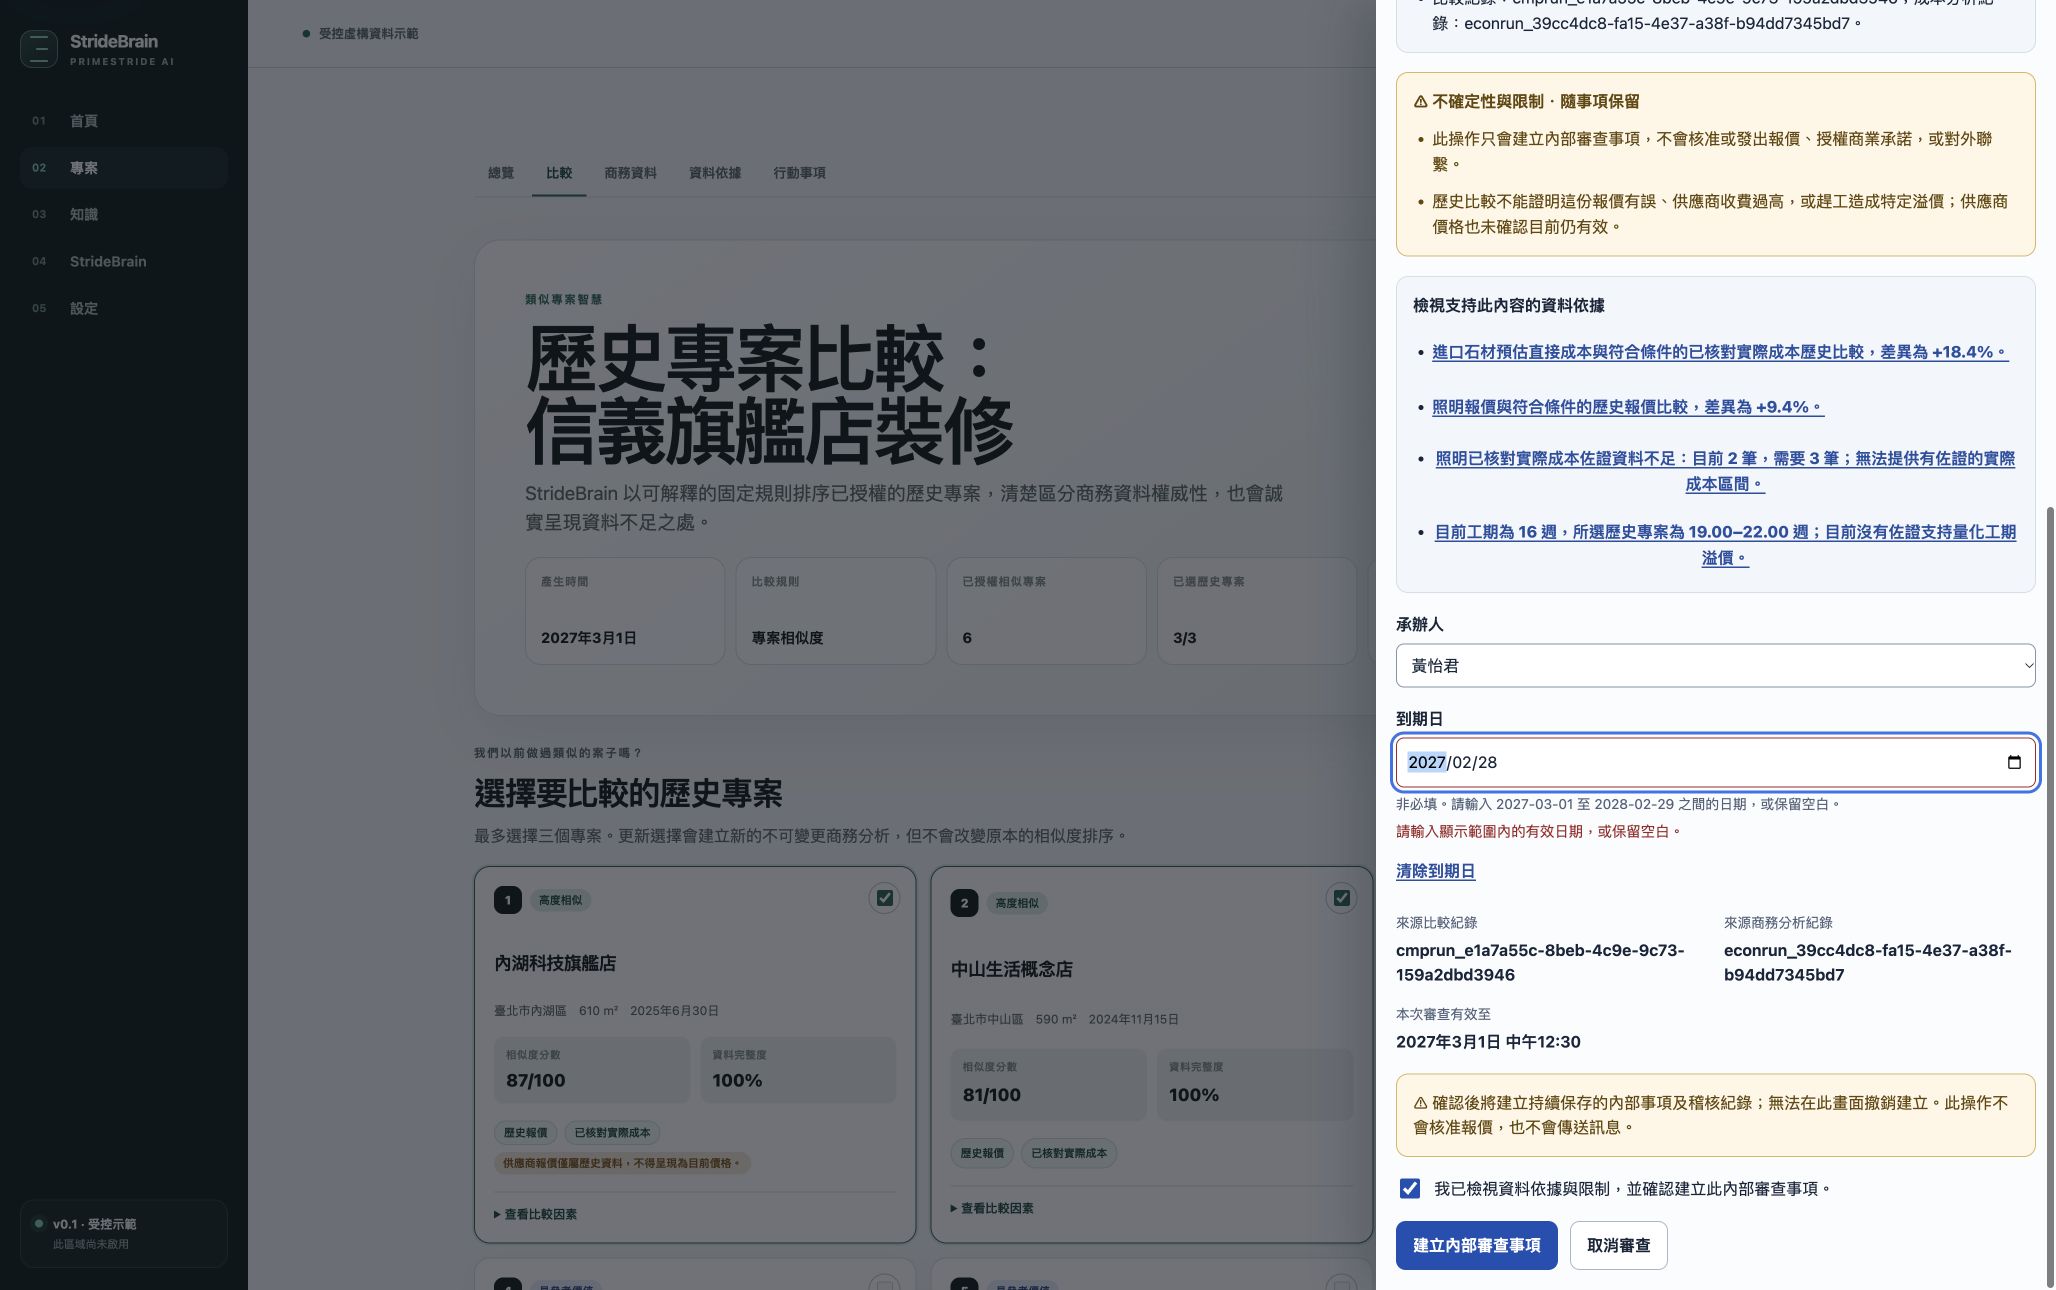 StrideBrain
PRIMESTRIDE AI
01 首頁
02 專案
03 知識
04 StrideBrain
05 設定
v0.1 · 受控示範
此區域尚未啟用
受控虛構資料示範
總覽 比較 商務資料 資料依據 行動事項
類似專案智慧
歷史專案比較：
信義旗艦店裝修
StrideBrain 以可解釋的固定規則排序已授權的歷史專案，清楚區分商務資料權威性，也會誠
實呈現資料不足之處。
產生時間 比較規則 已授權相似專案 已選歷史專案
2027年3月1日 專案相似度 6 3/3
我們以前做過類似的案子嗎？
選擇要比較的歷史專案
最多選擇三個專案。更新選擇會建立新的不可變更商務分析，但不會改變原本的相似度排序。
1 高度相似
內湖科技旗艦店
臺北市內湖區 610 m² 2025年6月30日
相似度分數 資料完整度
87/100 100%
歷史報價 已核對實際成本
供應商報價僅屬歷史資料，不得呈現為目前價格。
查看比較因素
2 高度相似
中山生活概念店
臺北市中山區 590 m² 2024年11月15日
相似度分數 資料完整度
81/100 100%
歷史報價 已核對實際成本
查看比較因素
錄：econrun_39cc4dc8-fa15-4e37-a38f-b94dd7345bd7。
⚠ 不確定性與限制 · 隨事項保留
• 此操作只會建立內部審查事項，不會核准或發出報價、授權商業承諾，或對外聯
繫。
• 歷史比較不能證明這份報價有誤、供應商收費過高，或趕工造成特定溢價；供應商
價格也未確認目前仍有效。
檢視支持此內容的資料依據
• 進口石材預估直接成本與符合條件的已核對實際成本歷史比較，差異為 +18.4%。
• 照明報價與符合條件的歷史報價比較，差異為 +9.4%。
• 照明已核對實際成本佐證資料不足：目前 2 筆，需要 3 筆；無法提供有佐證的實際
成本區間。
• 目前工期為 16 週，所選歷史專案為 19.00–22.00 週；目前沒有佐證支持量化工期
溢價。
承辦人
黃怡君
到期日
2027/02/28
非必填。請輸入 2027-03-01 至 2028-02-29 之間的日期，或保留空白。
請輸入顯示範圍內的有效日期，或保留空白。
清除到期日
來源比較紀錄 來源商務分析紀錄
cmprun_e1a7a55c-8beb-4c9e-9c73- econrun_39cc4dc8-fa15-4e37-a38f-
159a2dbd3946 b94dd7345bd7
本次審查有效至
2027年3月1日 中午12:30
⚠ 確認後將建立持續保存的內部事項及稽核紀錄；無法在此畫面撤銷建立。此操作不
會核准報價，也不會傳送訊息。
我已檢視資料依據與限制，並確認建立此內部審查事項。
建立內部審查事項 取消審查